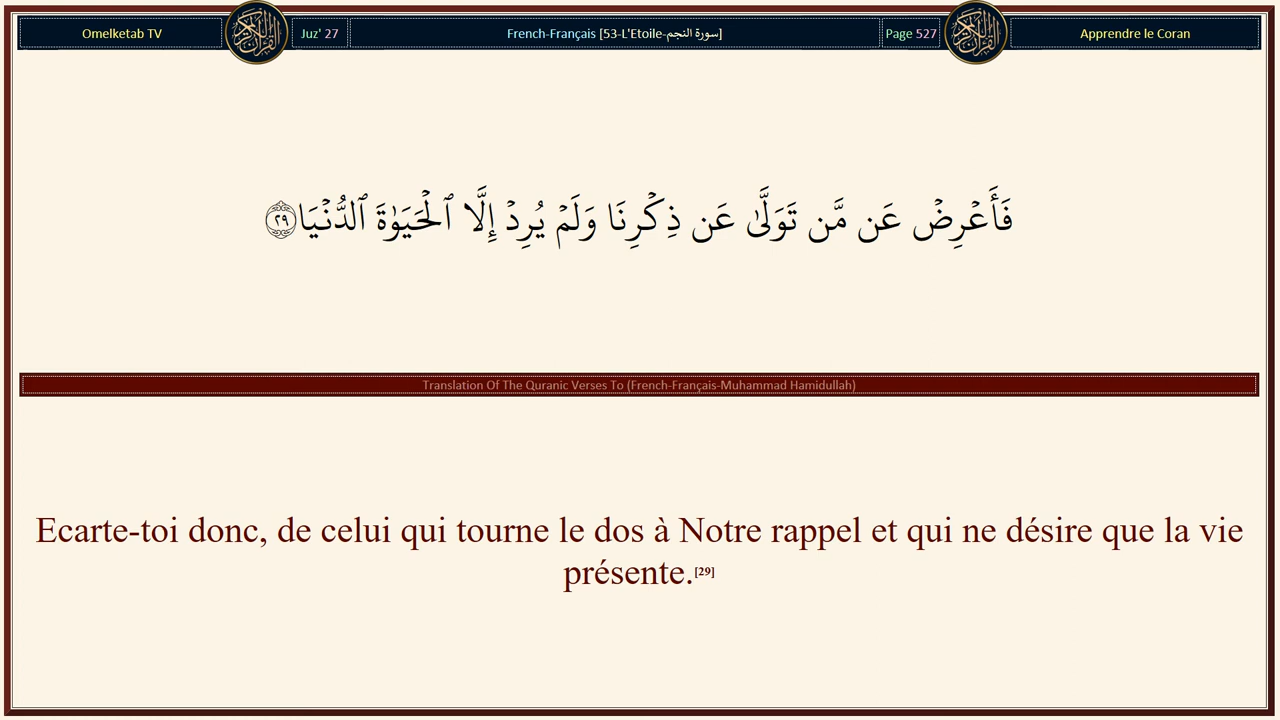 Omelketab TV
Juz' 27
French-Français [53-L'Etoile-سورة النجم]
Page 527
Apprendre le Coran
فَأَعْرِضْ عَن مَّن تَوَلَّىٰ عَن ذِكْرِنَا وَلَمْ يُرِدْ إِلَّا ٱلْحَيَوٰةَ ٱلدُّنْيَا ٢٩
Translation Of The Quranic Verses To (French-Français-Muhammad Hamidullah)
Ecarte-toi donc, de celui qui tourne le dos à Notre rappel et qui ne désire que la vie
présente.[29]